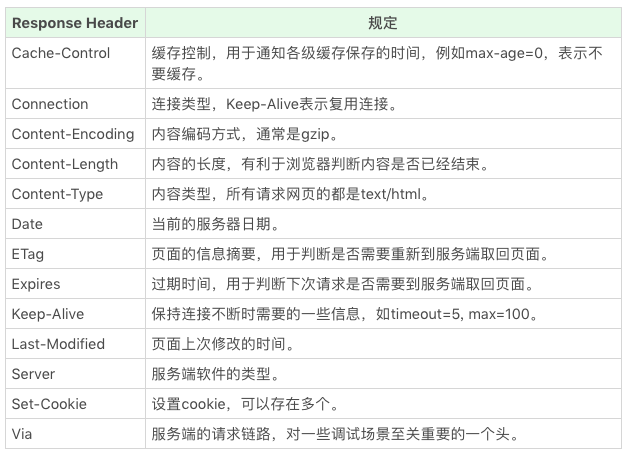 Response Header 规定
Cache-Control 缓存控制，用于通知各级缓存保存的时间，例如max-age=0，表示不
要缓存。
Connection 连接类型，Keep-Alive表示复用连接。
Content-Encoding 内容编码方式，通常是gzip。
Content-Length 内容的长度，有利于浏览器判断内容是否已经结束。
Content-Type 内容类型，所有请求网页的都是text/html。
Date 当前的服务器日期。
ETag 页面的信息摘要，用于判断是否需要重新到服务端取回页面。
Expires 过期时间，用于判断下次请求是否需要到服务端取回页面。
Keep-Alive 保持连接不断时需要的一些信息，如timeout=5, max=100。
Last-Modified 页面上次修改的时间。
Server 服务端软件的类型。
Set-Cookie 设置cookie，可以存在多个。
Via 服务端的请求链路，对一些调试场景至关重要的一个头。